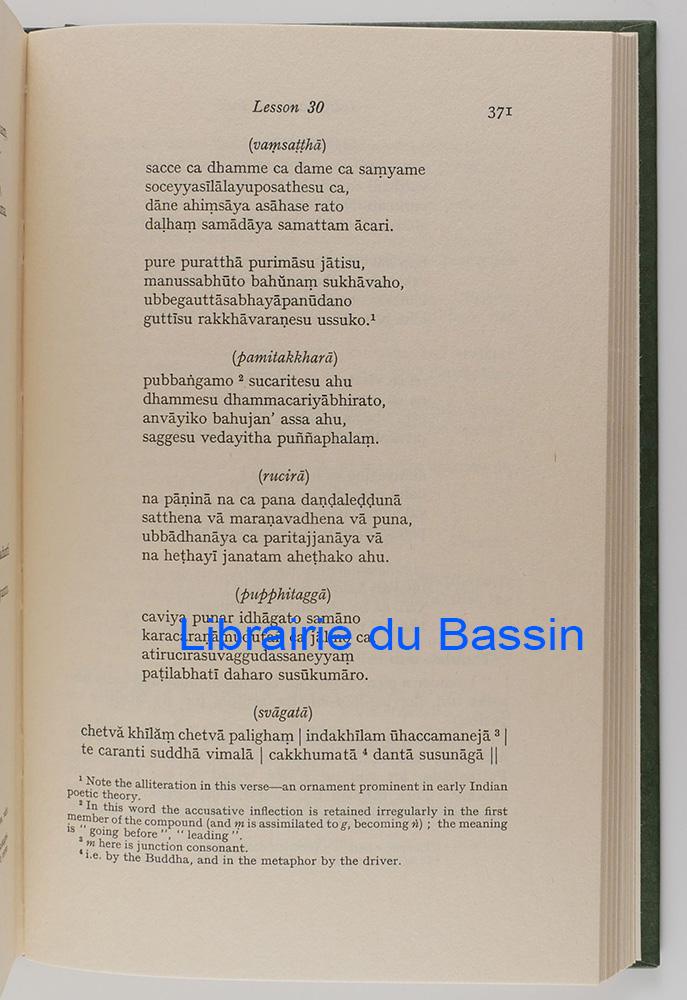 Lesson 30
371
(vaṃsaṭṭhā)
sacce ca dhamme ca dame ca saṃyame
soceyyasīlālayuposathesu ca,
dāne ahiṃsāya asāhase rato
daḷhaṃ samādāya samattam ācari.
pure puratthā purimāsu jātisu,
manussabhūto bahŭnaṃ sukhāvaho,
ubbegauttāsabhayāpanūdano
guttīsu rakkhāvaraṇesu ussuko.¹
(pamitakkharā)
pubbaṅgamo ² sucaritesu ahu
dhammesu dhammacariyābhirato,
anvāyiko bahujan' assa ahu,
saggesu vedayitha puññaphalaṃ.
(rucirā)
na pāṇinā na ca pana daṇḍaleḍḍunā
satthena vā maraṇavadhena vā puna,
ubbādhanāya ca paritajjanāya vā
na heṭhayī janatam aheṭhako ahu.
(pupphitaggā)
caviya punar idhāgato samāno
ca
atirucirasuvaggudassaneyyaṃ
paṭilabhatī daharo susūkumāro.
Librairie du Bassin
(svāgatā)
chetvă khīlăṃ chetvā palighaṃ | indakhīlam ūhaccamanejā ³ |
te caranti suddhā vimalā | cakkhumatā ⁴ dantā susunāgā ||
¹ Note the alliteration in this verse—an ornament prominent in early Indian
poetic theory.
² In this word the accusative inflection is retained irregularly in the first
member of the compound (and m is assimilated to g, becoming ṅ) ; the meaning
is " going before ", " leading ".
³ m here is junction consonant.
⁴ i.e. by the Buddha, and in the metaphor by the driver.